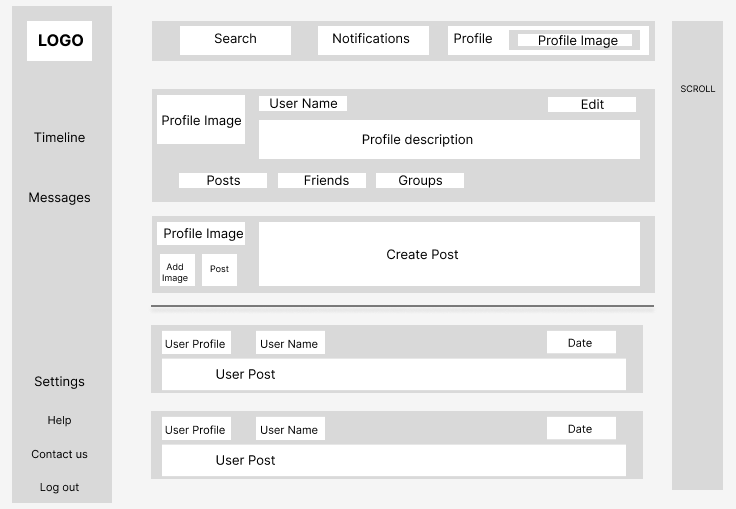 LOGO
Timeline
Messages
Settings
Help
Contact us
Log out
Search
Notifications
Profile
Profile Image
Profile Image
User Name
Edit
Profile description
Posts
Friends
Groups
Profile Image
Add
Image
Post
Create Post
User Profile
User Name
Date
User Post
User Profile
User Name
Date
User Post
SCROLL